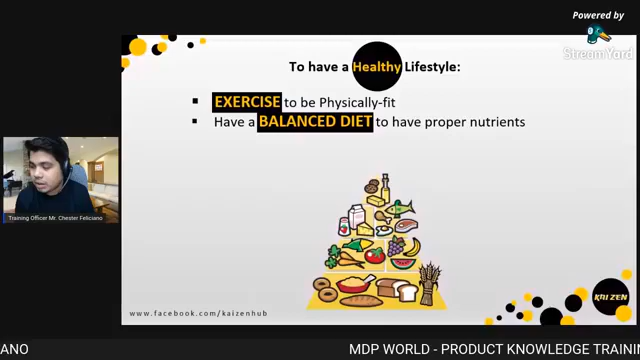 Powered by
StreamYard
To have a Healthy Lifestyle:
▪ EXERCISE to be Physically-fit
▪ Have a BALANCED DIET to have proper nutrients
Training Officer Mr. Chester Feliciano
KAIZEN
www.facebook.com/kaizenhub
ANO MDP WORLD - PRODUCT KNOWLEDGE TRAININ